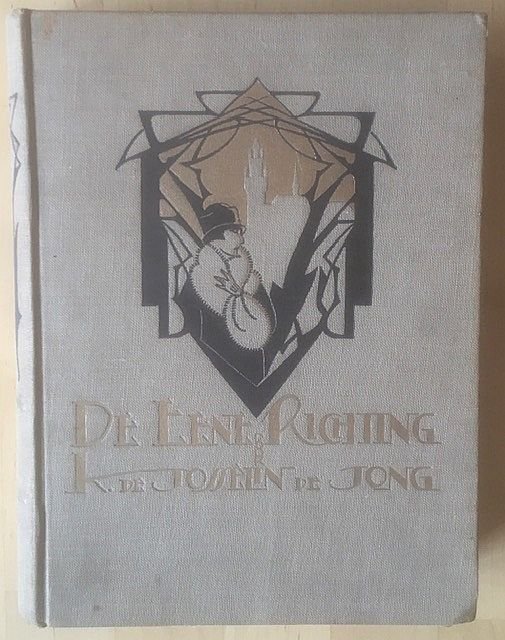 DE EENE RICHTING
K. DE JOSSELIN DE JONG